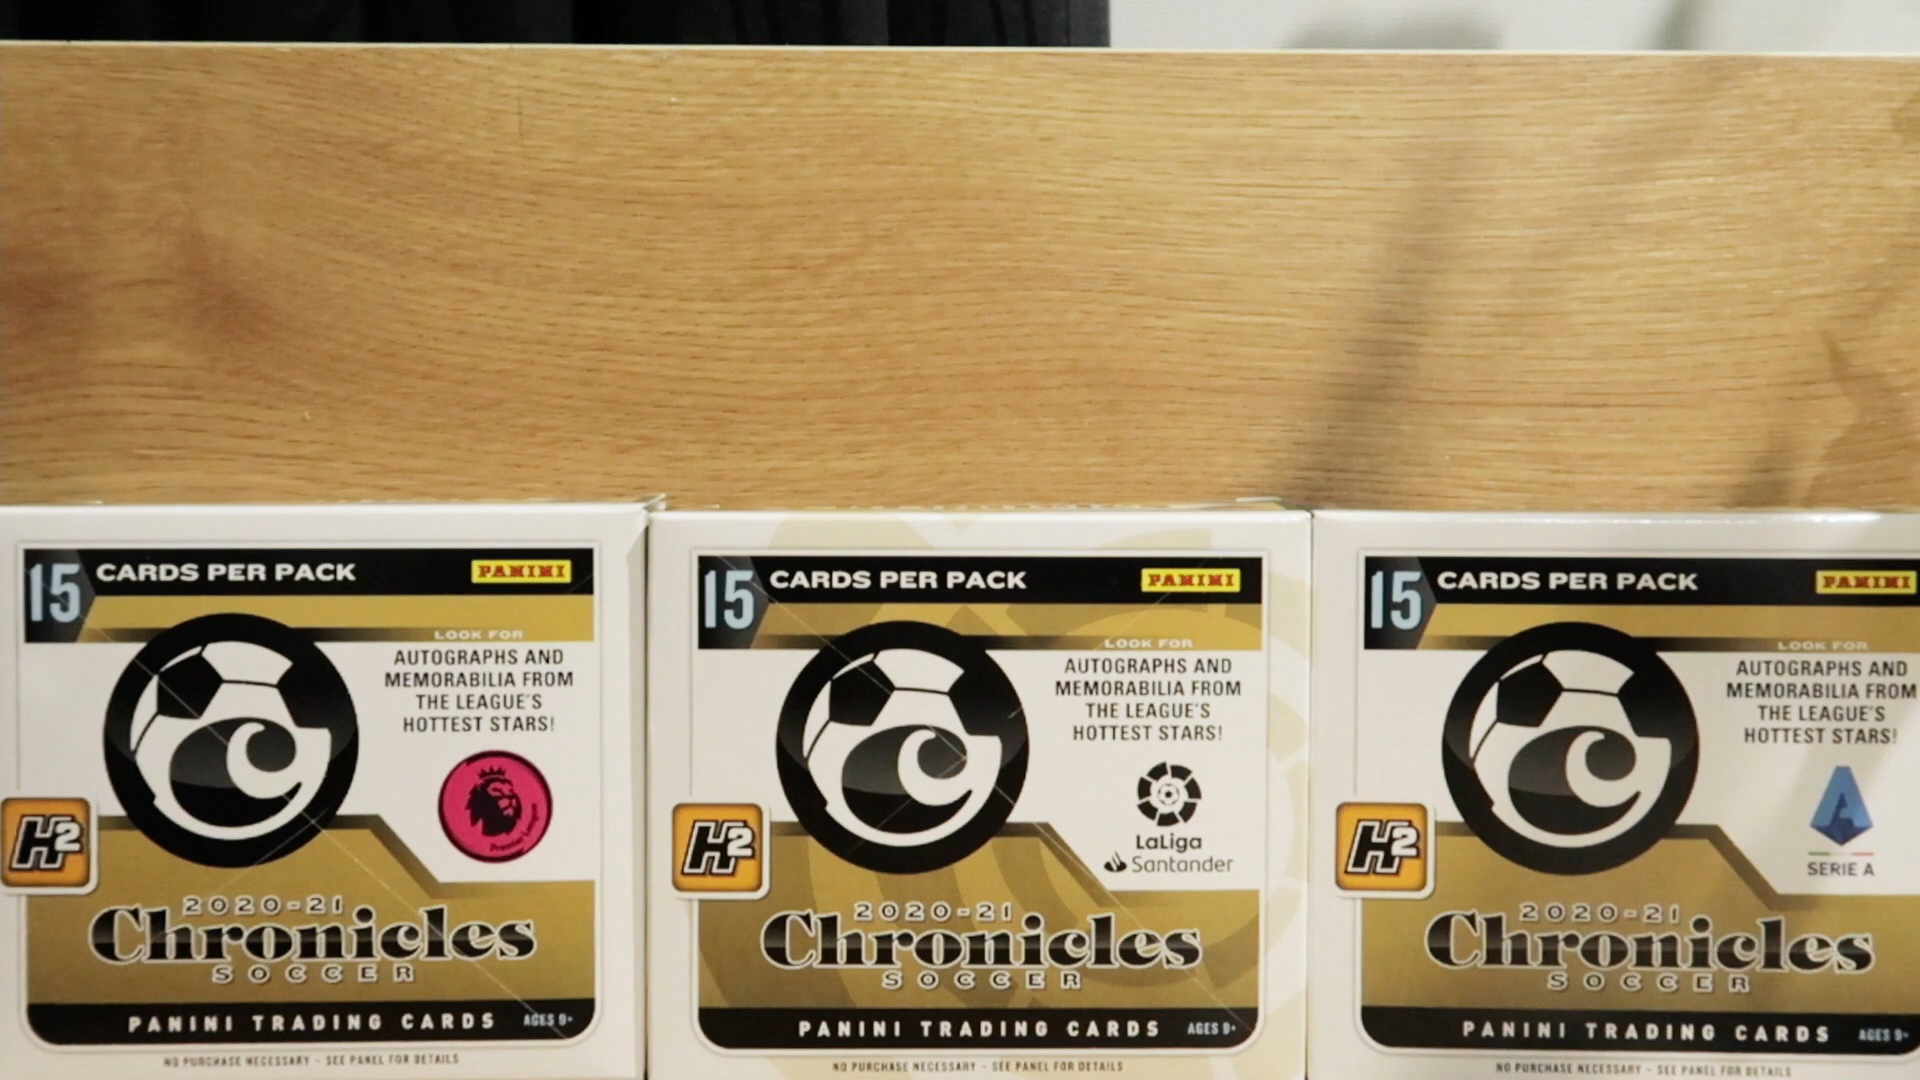 15 CARDS PER PACK PANINI
LOOK FOR
AUTOGRAPHS AND
MEMORABILIA FROM
THE LEAGUE'S
HOTTEST STARS!
Premier League
H2
2020-21
Chronicles
SOCCER
PANINI TRADING CARDS AGES 9+
NO PURCHASE NECESSARY - SEE PANEL FOR DETAILS
15 CARDS PER PACK PANINI
LOOK FOR
AUTOGRAPHS AND
MEMORABILIA FROM
THE LEAGUE'S
HOTTEST STARS!
LaLiga
Santander
H2
2020-21
Chronicles
SOCCER
PANINI TRADING CARDS AGES 9+
NO PURCHASE NECESSARY - SEE PANEL FOR DETAILS
15 CARDS PER PACK PANINI
LOOK FOR
AUTOGRAPHS AND
MEMORABILIA FROM
THE LEAGUE'S
HOTTEST STARS!
SERIE A
H2
2020-21
Chronicles
SOCCER
PANINI TRADING CARDS AGES 9+
NO PURCHASE NECESSARY - SEE PANEL FOR DETAILS